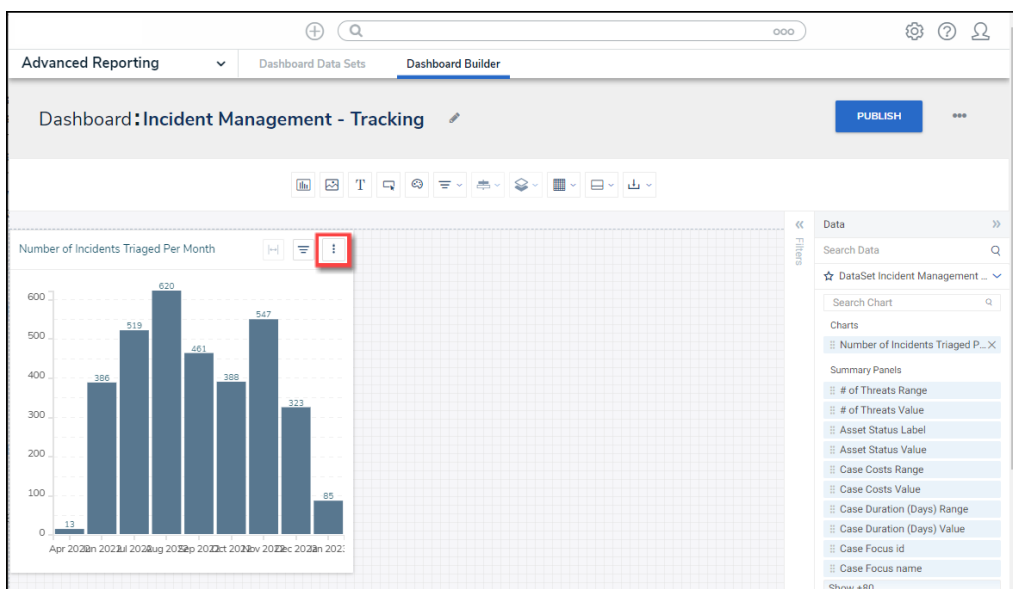 Advanced Reporting
Dashboard Data Sets
Dashboard Builder
Dashboard: Incident Management - Tracking
PUBLISH
T
Number of Incidents Triaged Per Month
600
500
400
300
200
100
0
13
386
519
620
461
388
547
323
85
Filters
Data
Search Data
DataSet Incident Management ...
Search Chart
Charts
Number of Incidents Triaged P...
Summary Panels
# of Threats Range
# of Threats Value
Asset Status Label
Asset Status Value
Case Costs Range
Case Costs Value
Case Duration (Days) Range
Case Duration (Days) Value
Case Focus id
Case Focus name
Show +80